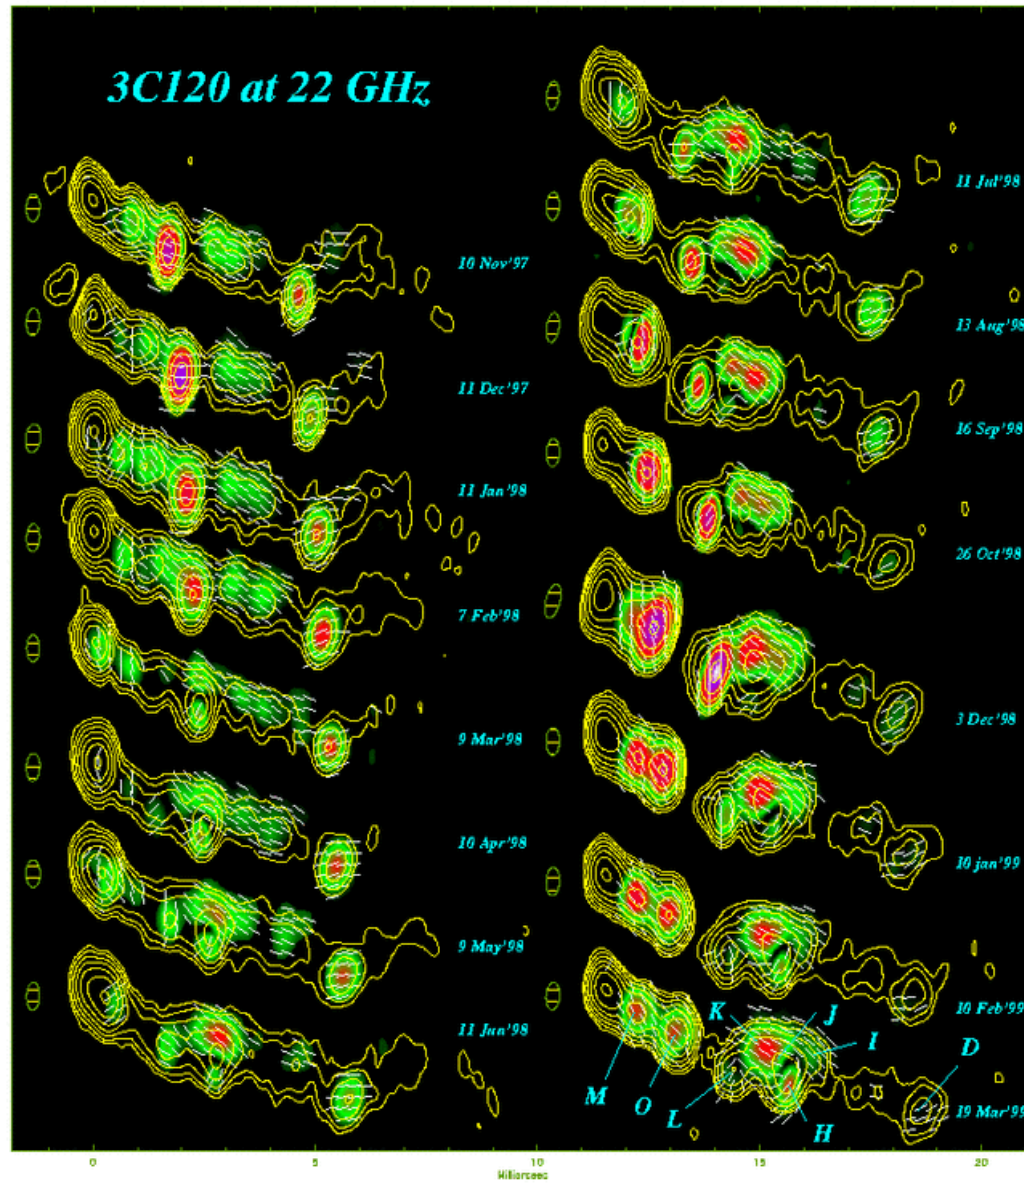 3C120 at 22 GHz
10 Nov'97
11 Dec'97
11 Jan'98
7 Feb'98
9 Mar'98
10 Apr'98
9 May'98
11 Jun'98
11 Jul'98
13 Aug'98
16 Sep'98
26 Oct'98
3 Dec'98
10 jan'99
10 Feb'99
19 Mar'99
K
J
I
D
M
O
L
H
0 5 10 15 20
Milliarcsec